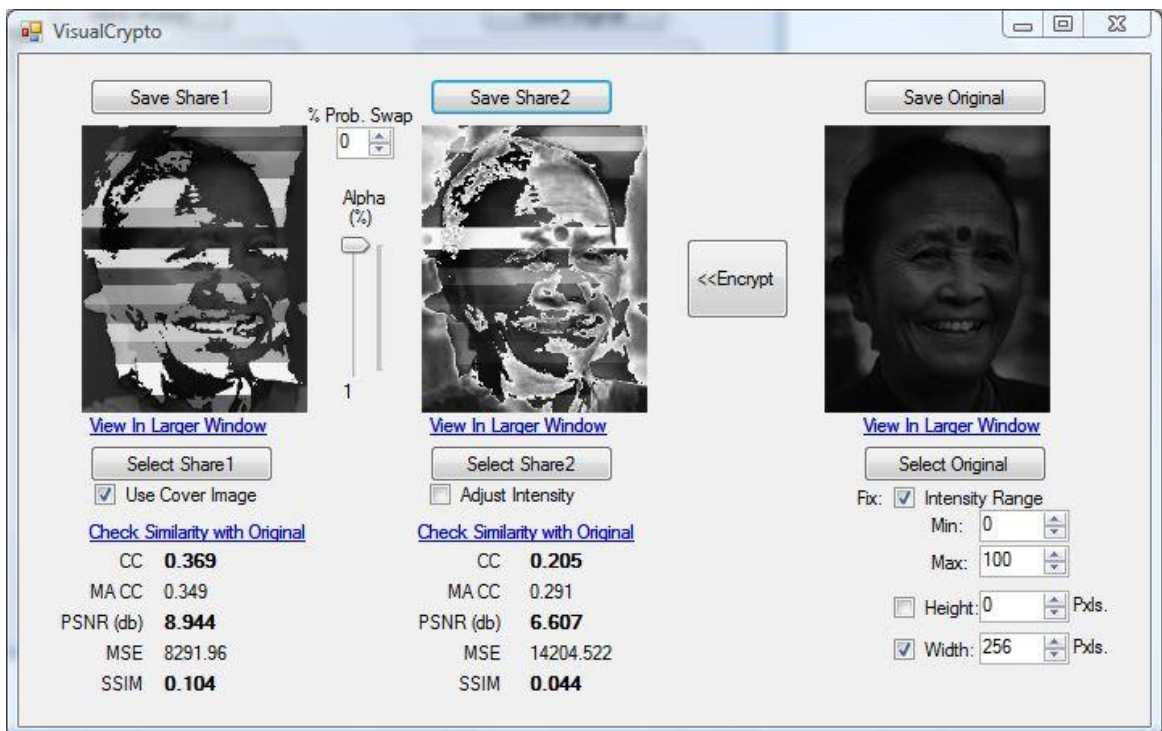 VisualCrypto
Save Share1
Save Share2
Save Original
% Prob. Swap
0
Alpha
(%)
1
<<Encrypt
View In Larger Window
View In Larger Window
View In Larger Window
Select Share1
Select Share2
Select Original
Use Cover Image
Adjust Intensity
Fix: Intensity Range
Min: 0
Max: 100
Height: 0 Pxls.
Width: 256 Pxls.
Check Similarity with Original
CC 0.369
MA CC 0.349
PSNR (db) 8.944
MSE 8291.96
SSIM 0.104
Check Similarity with Original
CC 0.205
MA CC 0.291
PSNR (db) 6.607
MSE 14204.522
SSIM 0.044